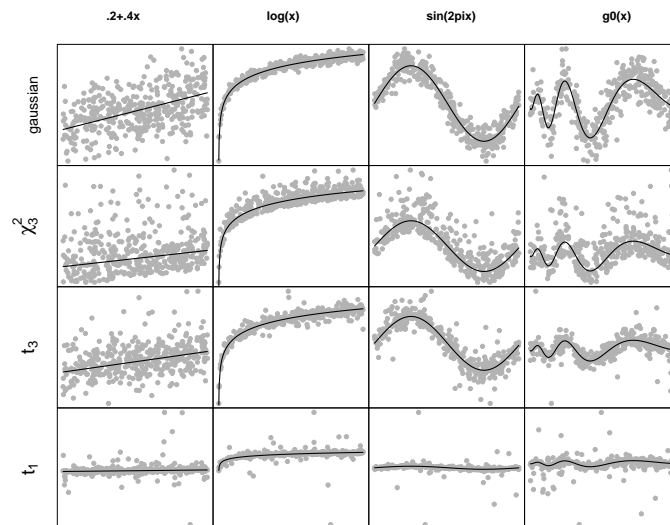 .2+.4x log(x) sin(2pix) g0(x)
gaussian
χ²₃
t₃
t₁